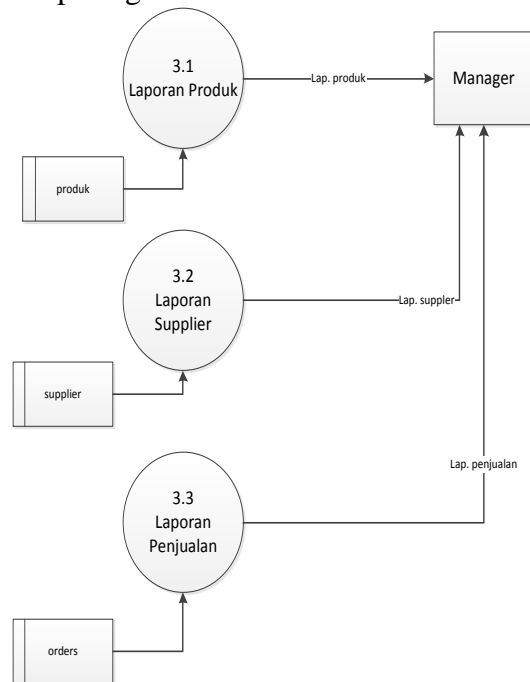 3.1
Laporan Produk
Lap. produk
Manager
produk
3.2
Laporan
Supplier
Lap. suppler
supplier
Lap. penjualan
3.3
Laporan
Penjualan
orders